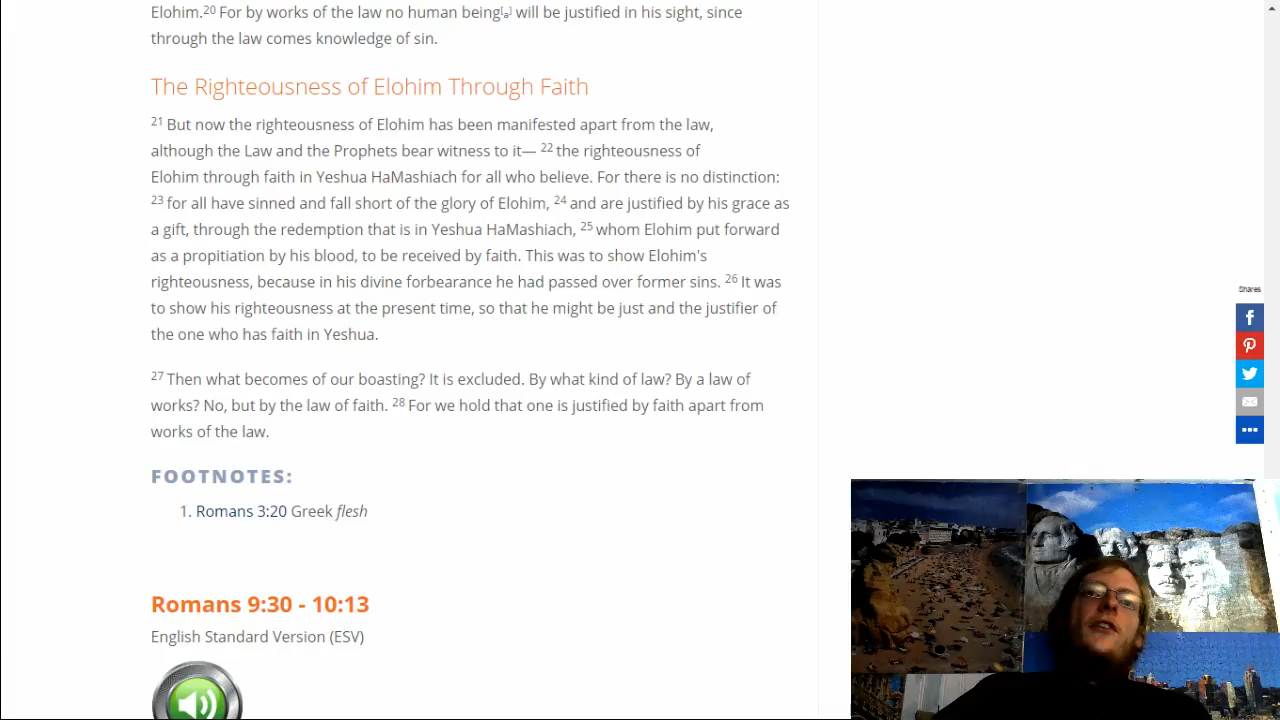 Elohim.20 For by works of the law no human being[a] will be justified in his sight, since
through the law comes knowledge of sin.
The Righteousness of Elohim Through Faith
21 But now the righteousness of Elohim has been manifested apart from the law,
although the Law and the Prophets bear witness to it— 22 the righteousness of
Elohim through faith in Yeshua HaMashiach for all who believe. For there is no distinction:
23 for all have sinned and fall short of the glory of Elohim, 24 and are justified by his grace as
a gift, through the redemption that is in Yeshua HaMashiach, 25 whom Elohim put forward
as a propitiation by his blood, to be received by faith. This was to show Elohim's
righteousness, because in his divine forbearance he had passed over former sins. 26 It was
to show his righteousness at the present time, so that he might be just and the justifier of
the one who has faith in Yeshua.
27 Then what becomes of our boasting? It is excluded. By what kind of law? By a law of
works? No, but by the law of faith. 28 For we hold that one is justified by faith apart from
works of the law.
FOOTNOTES:
1. Romans 3:20 Greek flesh
Romans 9:30 - 10:13
English Standard Version (ESV)
Shares